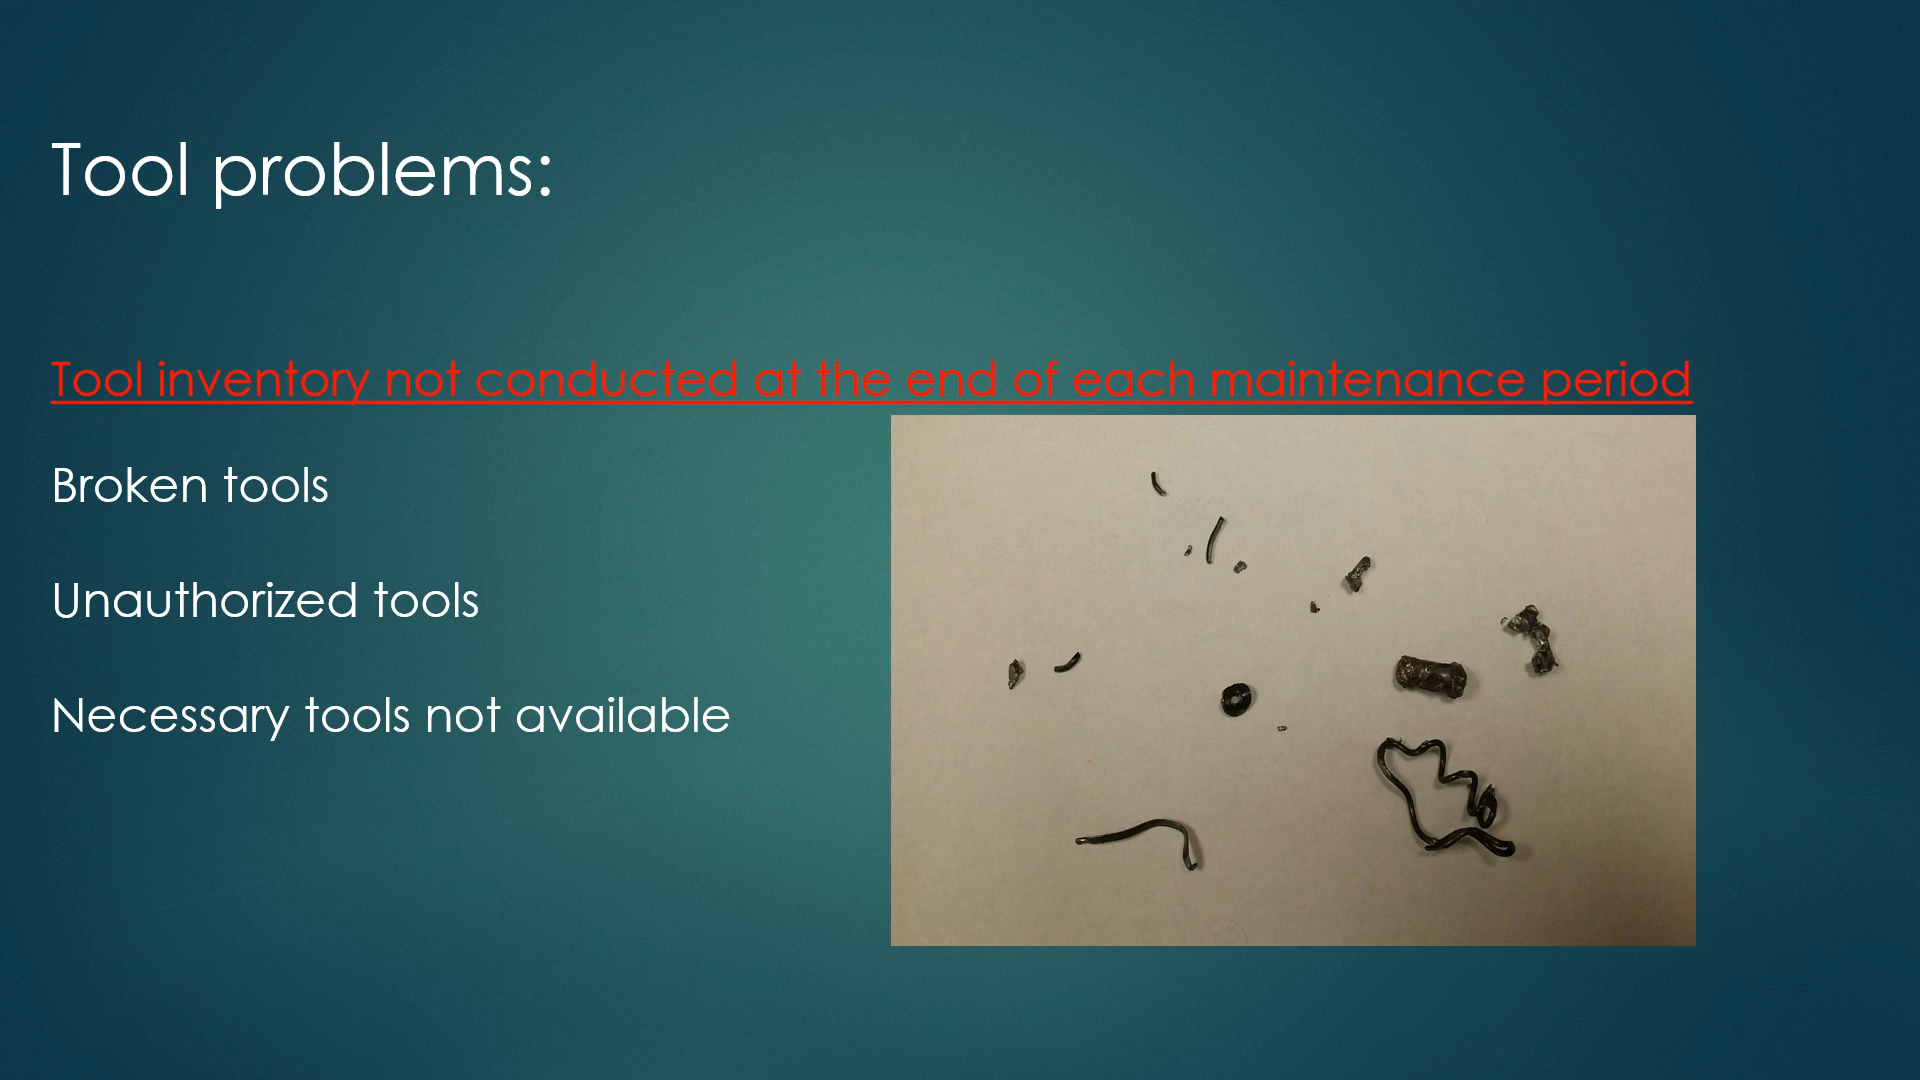 Tool problems:
Tool inventory not conducted at the end of each maintenance period
Broken tools
Unauthorized tools
Necessary tools not available